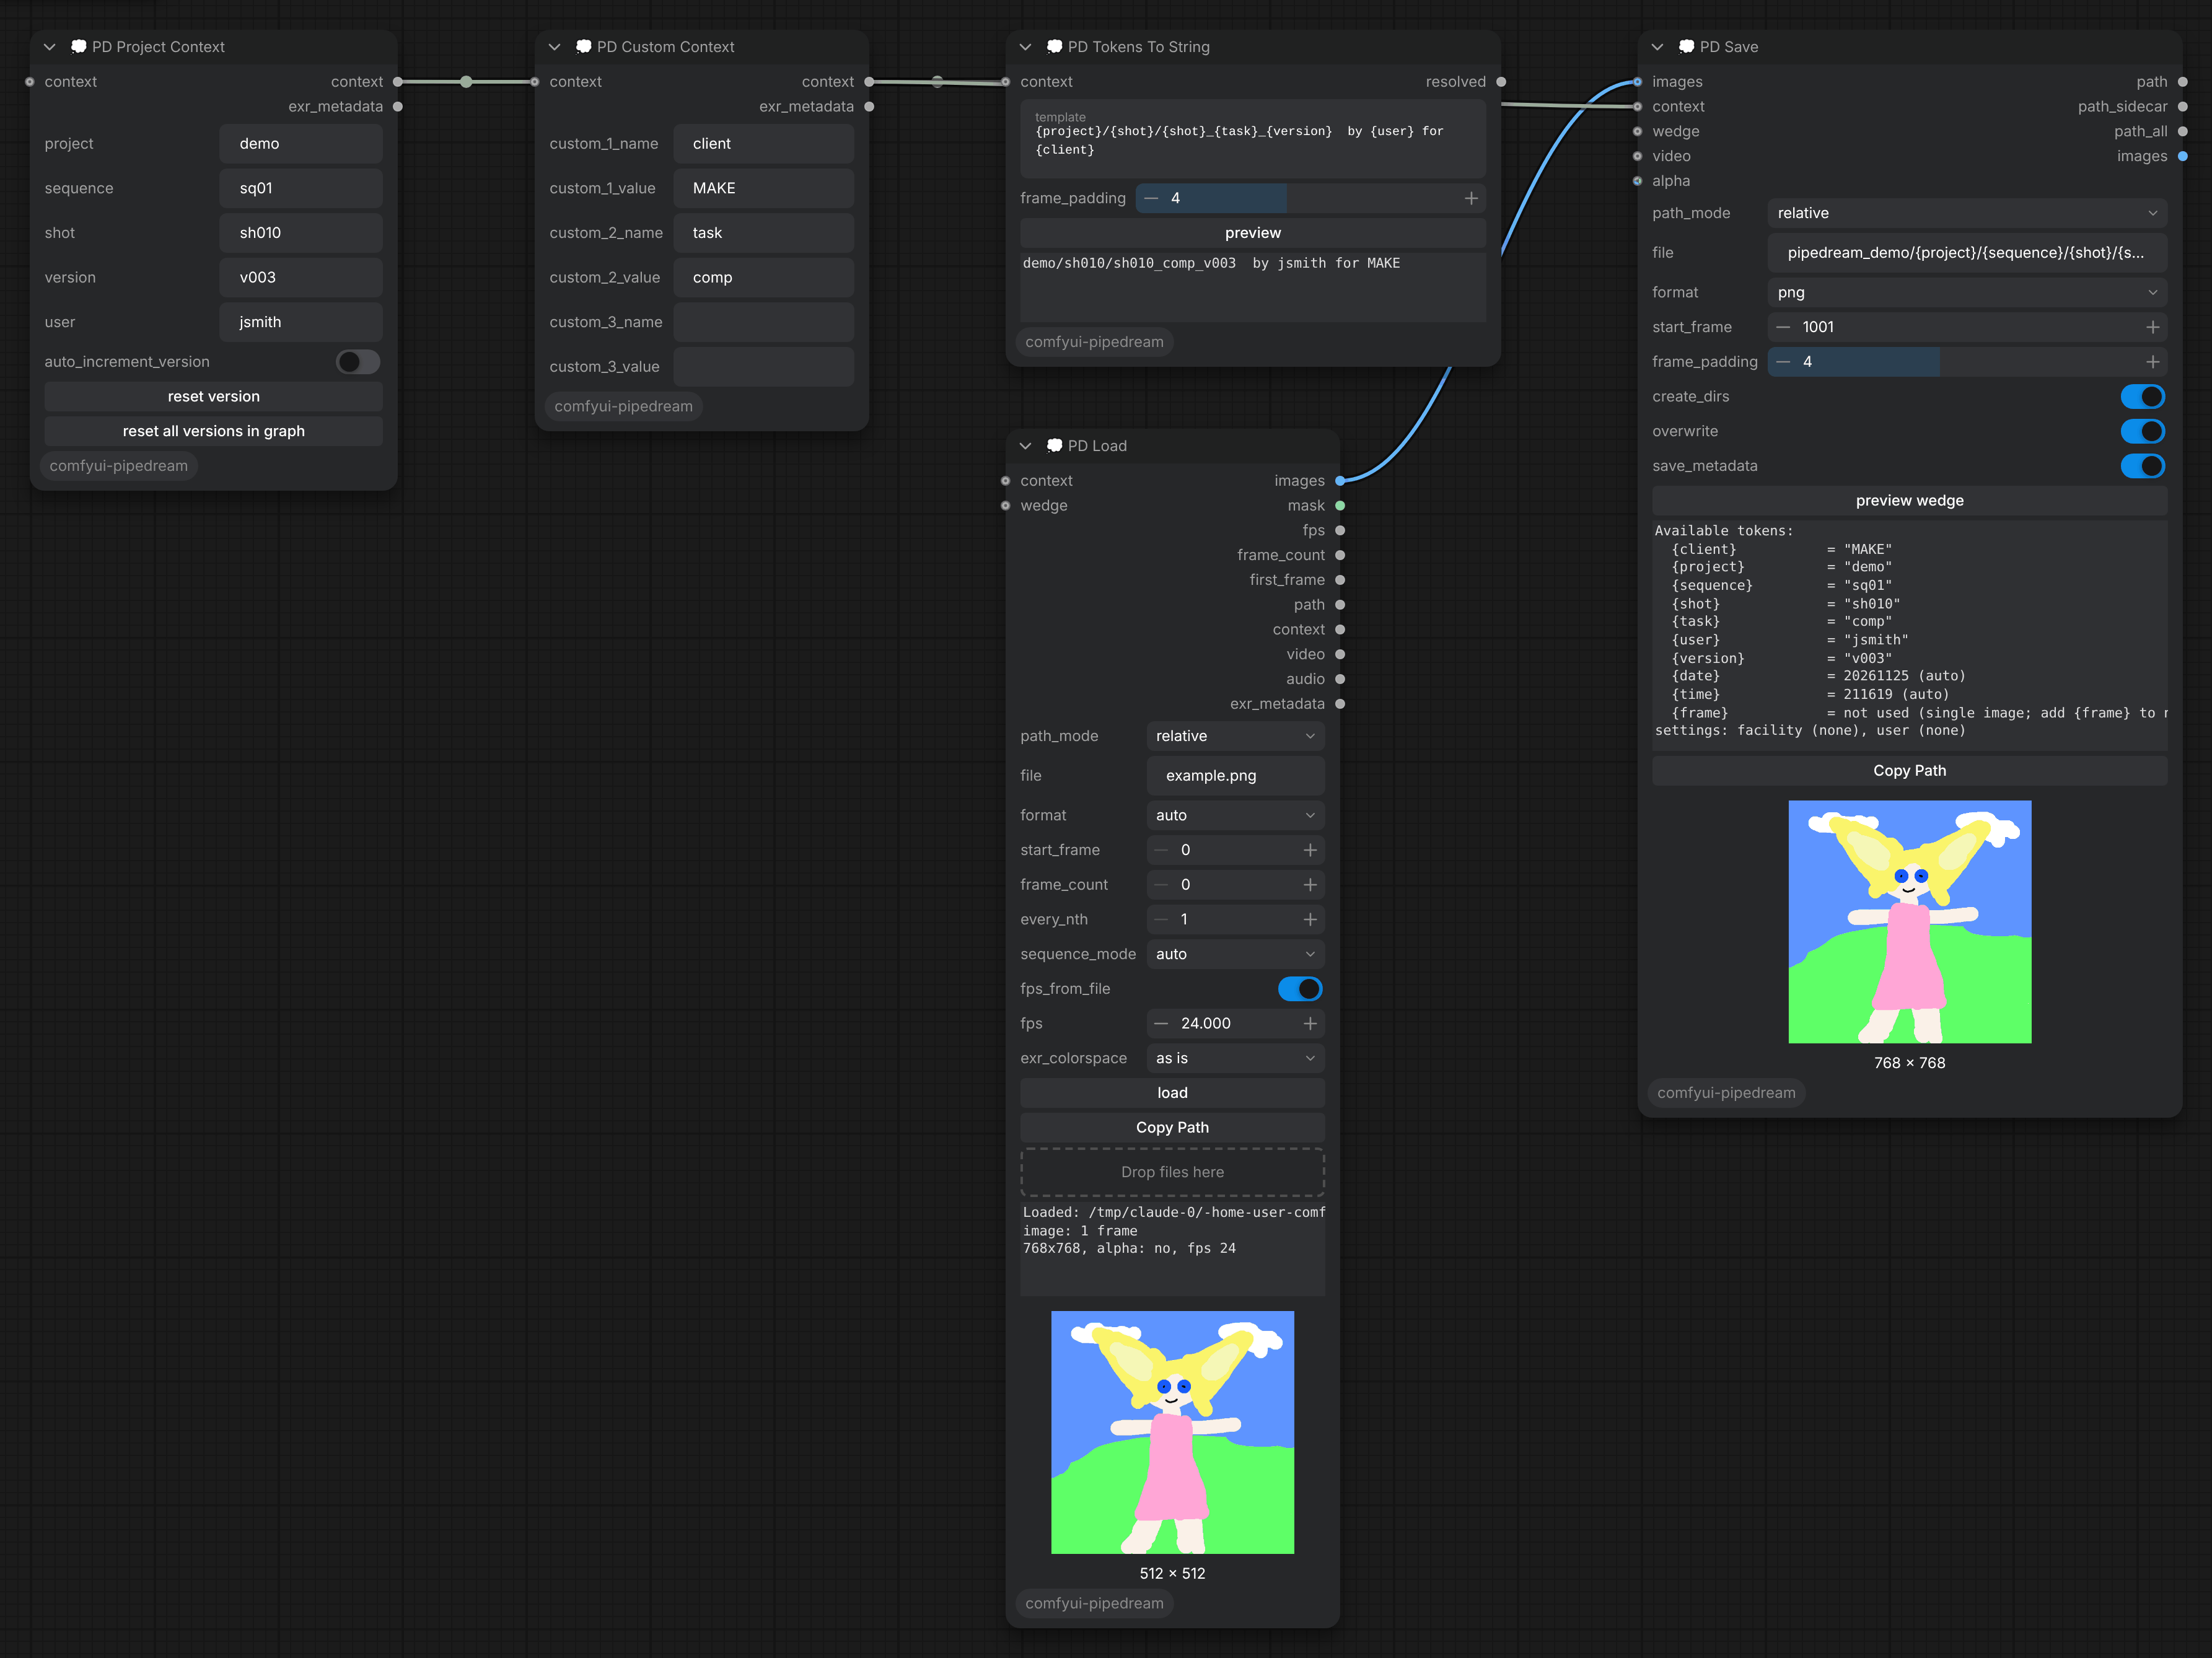 PD Project Context
context context
exr_metadata
project demo
sequence sq01
shot sh010
version v003
user jsmith
auto_increment_version
reset version
reset all versions in graph
comfyui-pipedream
PD Custom Context
context context
exr_metadata
custom_1_name client
custom_1_value MAKE
custom_2_name task
custom_2_value comp
custom_3_name
custom_3_value
comfyui-pipedream
PD Tokens To String
context resolved
template
{project}/{shot}/{shot}_{task}_{version}  by {user} for
{client}
frame_padding 4
preview
demo/sh010/sh010_comp_v003  by jsmith for MAKE
comfyui-pipedream
PD Load
context images
wedge mask
fps
frame_count
first_frame
path
context
video
audio
exr_metadata
path_mode relative
file example.png
format auto
start_frame 0
frame_count 0
every_nth 1
sequence_mode auto
fps_from_file
fps 24.000
exr_colorspace as is
load
Copy Path
Drop files here
Loaded: /tmp/claude-0/-home-user-comf
image: 1 frame
768x768, alpha: no, fps 24
512 × 512
comfyui-pipedream
PD Save
images path
context path_sidecar
wedge path_all
video images
alpha
path_mode relative
file pipedream_demo/{project}/{sequence}/{shot}/{s...
format png
start_frame 1001
frame_padding 4
create_dirs
overwrite
save_metadata
preview wedge
Available tokens:
{client} = "MAKE"
{project} = "demo"
{sequence} = "sq01"
{shot} = "sh010"
{task} = "comp"
{user} = "jsmith"
{version} = "v003"
{date} = 20261125 (auto)
{time} = 211619 (auto)
{frame} = not used (single image; add {frame} to
settings: facility (none), user (none)
Copy Path
768 × 768
comfyui-pipedream